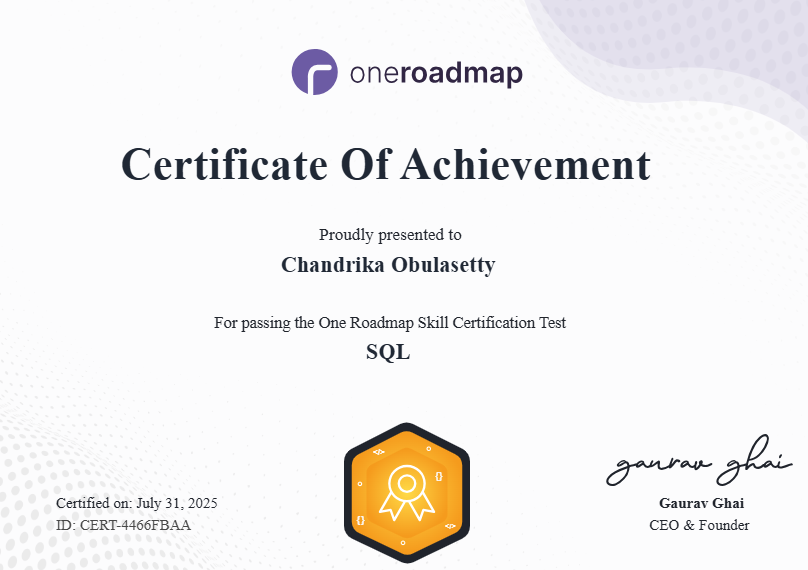 oneroadmap
Certificate Of Achievement
Proudly presented to
Chandrika Obulasetty
For passing the One Roadmap Skill Certification Test
SQL
</>
{}
{}
</>
gaurav ghai
Certified on: July 31, 2025
Gaurav Ghai
ID: CERT-4466FBAA
CEO & Founder